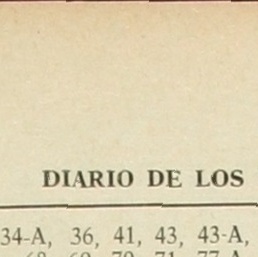 DIARIO DE LOS
34-A, 36, 41, 43, 43-A,